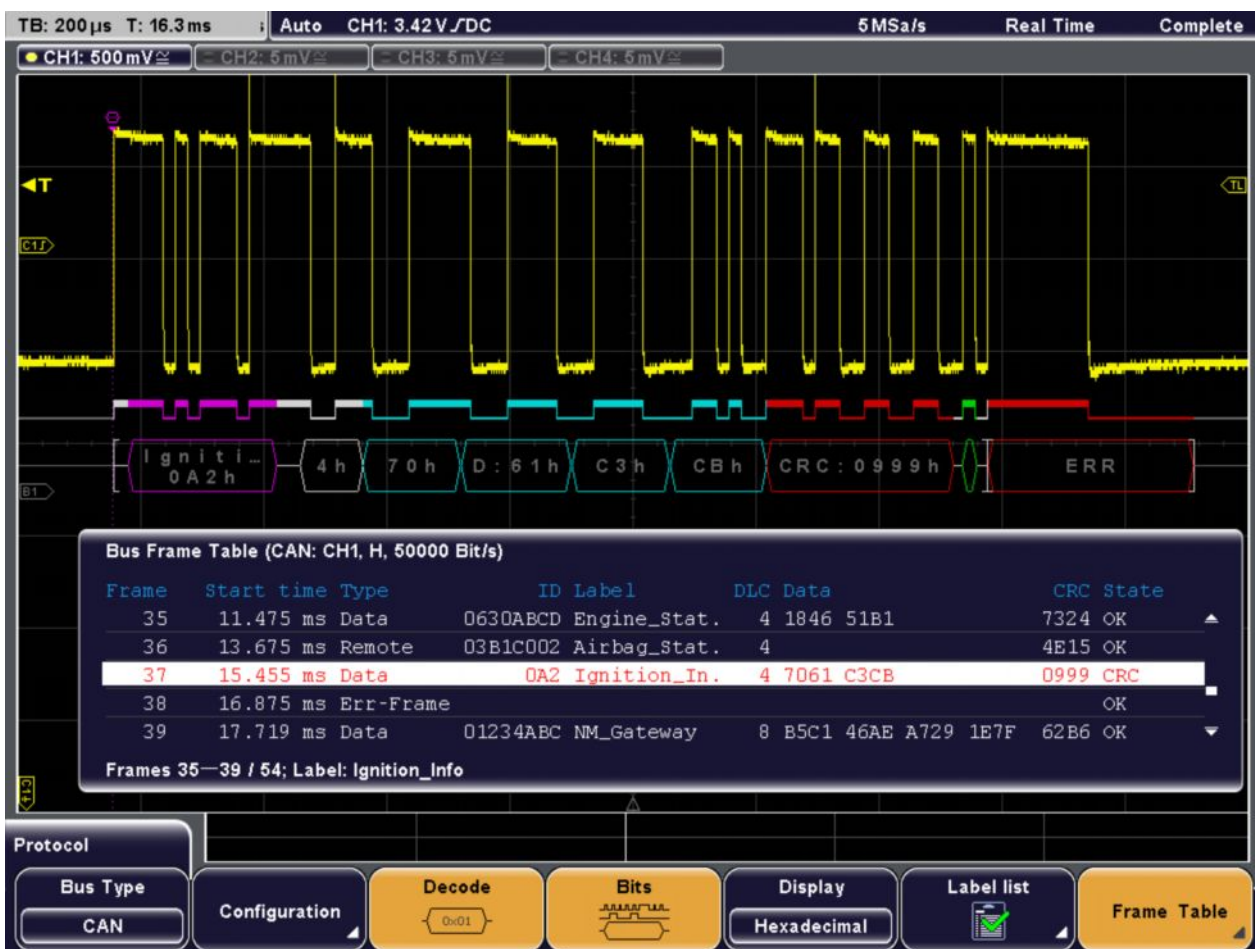 TB: 200 µs T: 16.3 ms Auto CH1: 3.42 V DC 5 MSa/s Real Time Complete
CH1: 500 mV≅ CH2: 5 mV≅ CH3: 5 mV≅ CH4: 5 mV≅
T
TL
C1
Igniti…
0A2h
4h
70h
D:61h
C3h
CBh
CRC:0999h
ERR
B1
Bus Frame Table (CAN: CH1, H, 50000 Bit/s)
Frame Start time Type ID Label DLC Data CRC State
35 11.475 ms Data 0630ABCD Engine_Stat. 4 1846 51B1 7324 OK
36 13.675 ms Remote 03B1C002 Airbag_Stat. 4 4E15 OK
37 15.455 ms Data 0A2 Ignition_In. 4 7061 C3CB 0999 CRC
38 16.875 ms Err-Frame OK
39 17.719 ms Data 01234ABC NM_Gateway 8 B5C1 46AE A729 1E7F 62B6 OK
Frames 35—39 / 54; Label: Ignition_Info
C1
Protocol
Bus Type
CAN
Configuration
Decode
0x01
Bits
Display
Hexadecimal
Label list
Frame Table